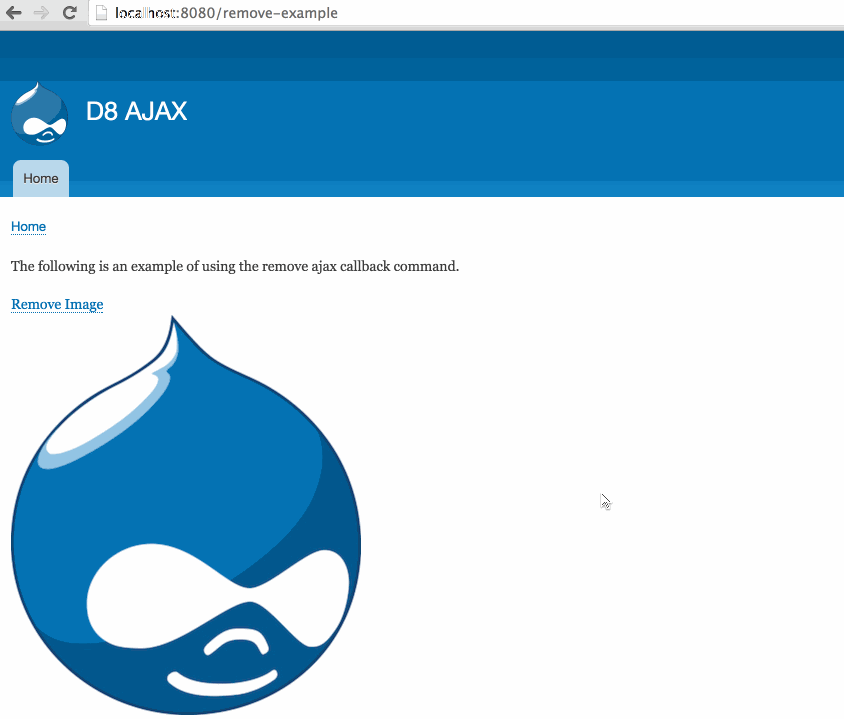 localhost:8080/remove-example
D8 AJAX
Home
Home
The following is an example of using the remove ajax callback command.
Remove Image